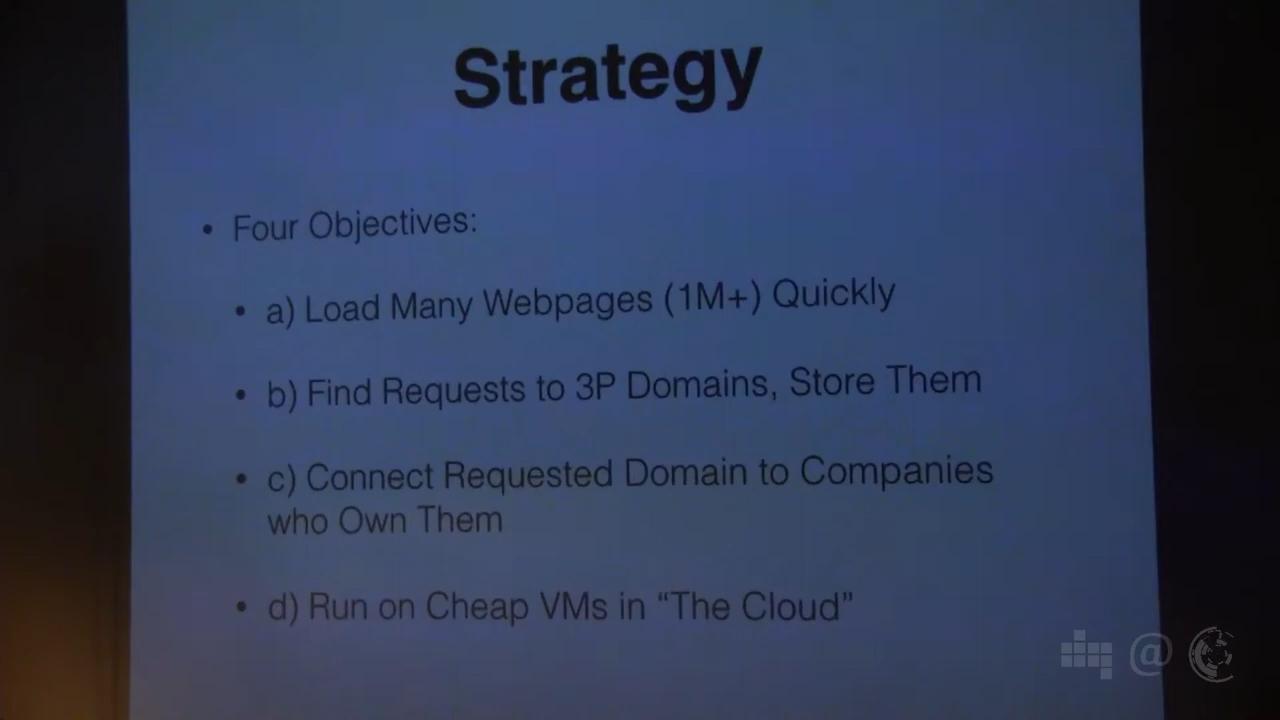 Strategy
• Four Objectives:
• a) Load Many Webpages (1M+) Quickly
• b) Find Requests to 3P Domains, Store Them
• c) Connect Requested Domain to Companies
who Own Them
• d) Run on Cheap VMs in “The Cloud”
@